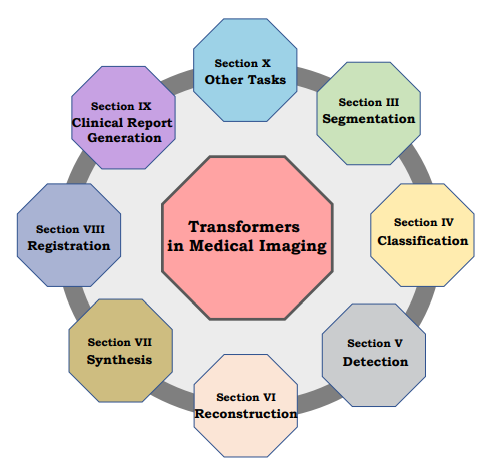 Section X
Other Tasks
Section III
Segmentation
Section IV
Classification
Section V
Detection
Section VI
Reconstruction
Section VII
Synthesis
Section VIII
Registration
Section IX
Clinical Report
Generation
Transformers
in Medical Imaging